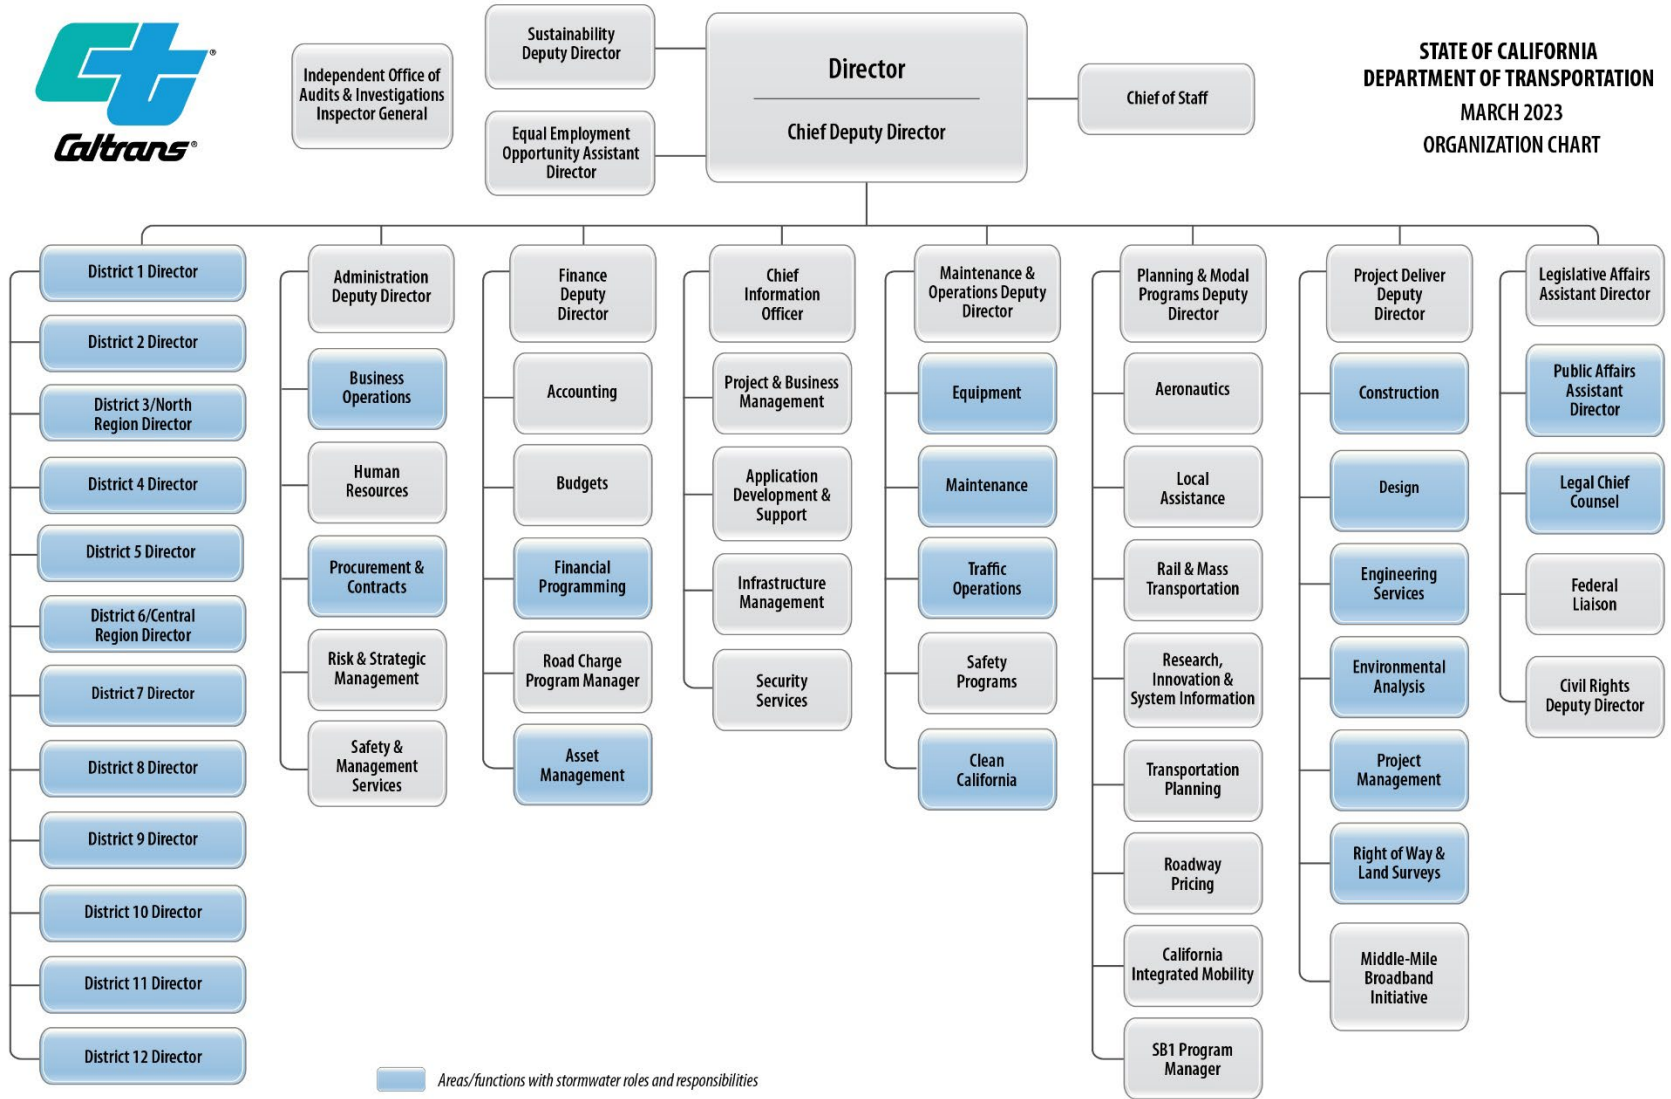 Caltrans®
Independent Office of
Audits & Investigations
Inspector General
Sustainability
Deputy Director
Equal Employment
Opportunity Assistant
Director
Director
Chief Deputy Director
Chief of Staff
STATE OF CALIFORNIA
DEPARTMENT OF TRANSPORTATION
MARCH 2023
ORGANIZATION CHART
District 1 Director
District 2 Director
District 3/North
Region Director
District 4 Director
District 5 Director
District 6/Central
Region Director
District 7 Director
District 8 Director
District 9 Director
District 10 Director
District 11 Director
District 12 Director
Administration
Deputy Director
Business
Operations
Human
Resources
Procurement &
Contracts
Risk & Strategic
Management
Safety &
Management
Services
Finance
Deputy
Director
Accounting
Budgets
Financial
Programming
Road Charge
Program Manager
Asset
Management
Chief
Information
Officer
Project & Business
Management
Application
Development &
Support
Infrastructure
Management
Security
Services
Maintenance &
Operations Deputy
Director
Equipment
Maintenance
Traffic
Operations
Safety
Programs
Clean
California
Planning & Modal
Programs Deputy
Director
Aeronautics
Local
Assistance
Rail & Mass
Transportation
Research,
Innovation &
System Information
Transportation
Planning
Roadway
Pricing
California
Integrated Mobility
SB1 Program
Manager
Project Deliver
Deputy
Director
Construction
Design
Engineering
Services
Environmental
Analysis
Project
Management
Right of Way &
Land Surveys
Middle-Mile
Broadband
Initiative
Legislative Affairs
Assistant Director
Public Affairs
Assistant
Director
Legal Chief
Counsel
Federal
Liaison
Civil Rights
Deputy Director
Areas/functions with stormwater roles and responsibilities